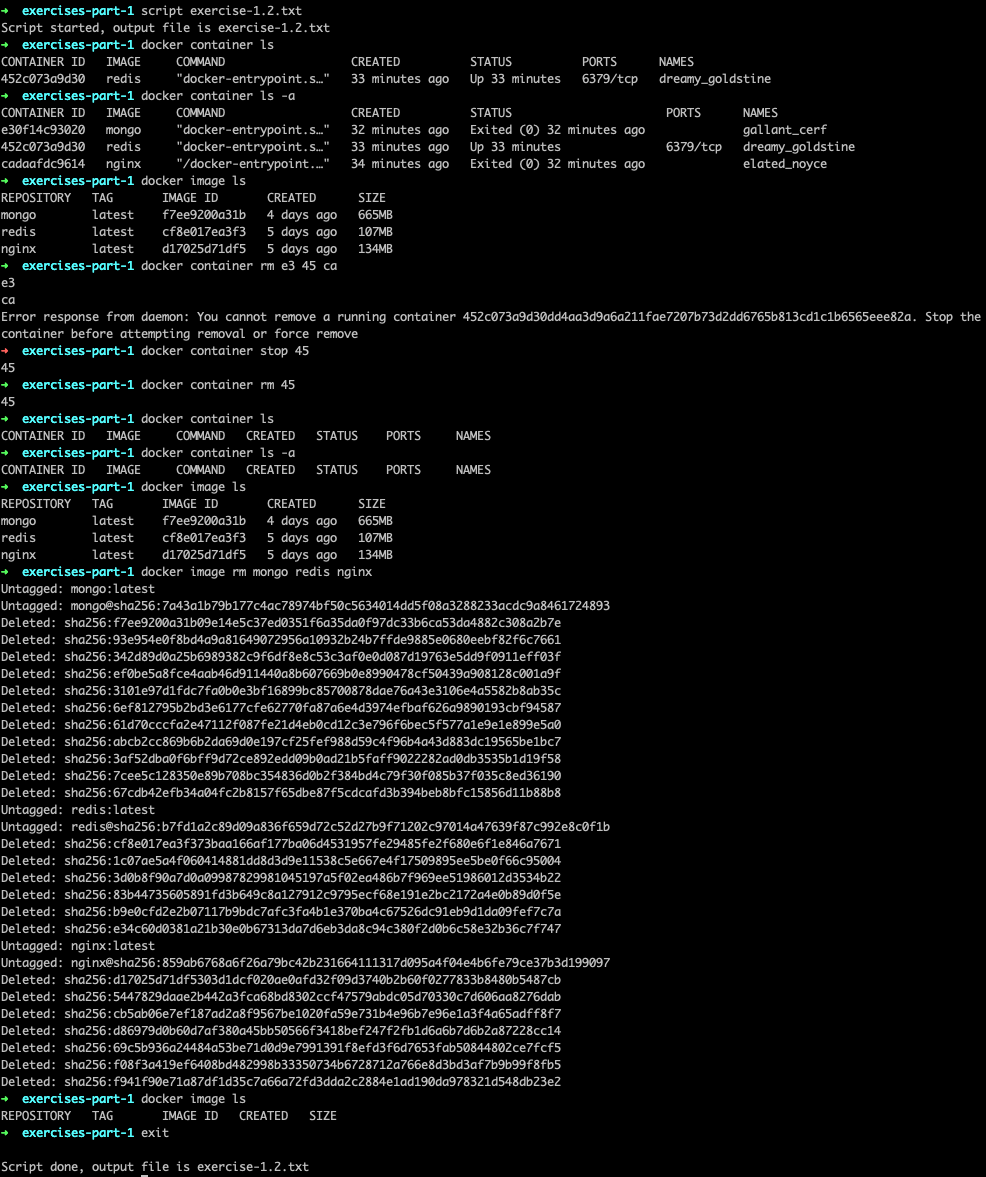 ➜  exercises-part-1 script exercise-1.2.txt
Script started, output file is exercise-1.2.txt
➜  exercises-part-1 docker container ls
CONTAINER ID   IMAGE     COMMAND                  CREATED          STATUS          PORTS      NAMES
452c073a9d30   redis     "docker-entrypoint.s…"   33 minutes ago   Up 33 minutes   6379/tcp   dreamy_goldstine
➜  exercises-part-1 docker container ls -a
CONTAINER ID   IMAGE     COMMAND                  CREATED          STATUS                      PORTS      NAMES
e30f14c93020   mongo     "docker-entrypoint.s…"   32 minutes ago   Exited (0) 32 minutes ago              gallant_cerf
452c073a9d30   redis     "docker-entrypoint.s…"   33 minutes ago   Up 33 minutes               6379/tcp   dreamy_goldstine
cadaafdc9614   nginx     "/docker-entrypoint.…"   34 minutes ago   Exited (0) 32 minutes ago              elated_noyce
➜  exercises-part-1 docker image ls
REPOSITORY   TAG       IMAGE ID       CREATED      SIZE
mongo        latest    f7ee9200a31b   4 days ago   665MB
redis        latest    cf8e017ea3f3   5 days ago   107MB
nginx        latest    d17025d71df5   5 days ago   134MB
➜  exercises-part-1 docker container rm e3 45 ca
e3
ca
Error response from daemon: You cannot remove a running container 452c073a9d30dd4aa3d9a6a211fae7207b73d2dd6765b813cd1c1b6565eee82a. Stop the
container before attempting removal or force remove
➜  exercises-part-1 docker container stop 45
45
➜  exercises-part-1 docker container rm 45
45
➜  exercises-part-1 docker container ls
CONTAINER ID   IMAGE     COMMAND   CREATED   STATUS    PORTS     NAMES
➜  exercises-part-1 docker container ls -a
CONTAINER ID   IMAGE     COMMAND   CREATED   STATUS    PORTS     NAMES
➜  exercises-part-1 docker image ls
REPOSITORY   TAG       IMAGE ID       CREATED      SIZE
mongo        latest    f7ee9200a31b   4 days ago   665MB
redis        latest    cf8e017ea3f3   5 days ago   107MB
nginx        latest    d17025d71df5   5 days ago   134MB
➜  exercises-part-1 docker image rm mongo redis nginx
Untagged: mongo:latest
Untagged: mongo@sha256:7a43a1b79b177c4ac78974bf50c5634014dd5f08a3288233acdc9a8461724893
Deleted: sha256:f7ee9200a31b09e14e5c37ed0351f6a35da0f97dc33b6ca53da4882c308a2b7e
Deleted: sha256:93e954e0f8bd4a9a81649072956a10932b24b7ffde9885e0680eebf82f6c7661
Deleted: sha256:342d89d0a25b6989382c9f6df8e8c53c3af0e0d087d19763e5dd9f0911eff03f
Deleted: sha256:ef0be5a8fce4aab46d911440a8b607669b0e8990478cf50439a908128c001a9f
Deleted: sha256:3101e97d1fdc7fa0b0e3bf16899bc85700878dae76a43e3106e4a5582b8ab35c
Deleted: sha256:6ef812795b2bd3e6177cfe62770fa87a6e4d3974efbaf626a9890193cbf94587
Deleted: sha256:61d70cccfa2e47112f087fe21d4eb0cd12c3e796f6bec5f577a1e9e1e899e5a0
Deleted: sha256:abcb2cc869b6b2da69d0e197cf25fef988d59c4f96b4a43d883dc19565be1bc7
Deleted: sha256:3af52dba0f6bff9d72ce892edd09b0ad21b5faff9022282ad0db3535b1d19f58
Deleted: sha256:7cee5c128350e89b708bc354836d0b2f384bd4c79f30f085b37f035c8ed36190
Deleted: sha256:67cdb42efb34a04fc2b8157f65dbe87f5cdcafd3b394beb8bfc15856d11b88b8
Untagged: redis:latest
Untagged: redis@sha256:b7fd1a2c89d09a836f659d72c52d27b9f71202c97014a47639f87c992e8c0f1b
Deleted: sha256:cf8e017ea3f373baa166af177ba06d4531957fe29485fe2f680e6f1e846a7671
Deleted: sha256:1c07ae5a4f060414881dd8d3d9e11538c5e667e4f17509895ee5be0f66c95004
Deleted: sha256:3d0b8f90a7d0a09987829981045197a5f02ea486b7f969ee51986012d3534b22
Deleted: sha256:83b44735605891fd3b649c8a127912c9795ecf68e191e2bc2172a4e0b89d0f5e
Deleted: sha256:b9e0cfd2e2b07117b9bdc7afc3fa4b1e370ba4c67526dc91eb9d1da09fef7c7a
Deleted: sha256:e34c60d0381a21b30e0b67313da7d6eb3da8c94c380f2d0b6c58e32b36c7f747
Untagged: nginx:latest
Untagged: nginx@sha256:859ab6768a6f26a79bc42b231664111317d095a4f04e4b6fe79ce37b3d199097
Deleted: sha256:d17025d71df5303d1dcf020ae0afd32f09d3740b2b60f0277833b8480b5487cb
Deleted: sha256:5447829daae2b442a3fca68bd8302ccf47579abdc05d70330c7d606aa8276dab
Deleted: sha256:cb5ab06e7ef187ad2a8f9567be1020fa59e731b4e96b7e96e1a3f4a65adff8f7
Deleted: sha256:d86979d0b60d7af380a45bb50566f3418bef247f2fb1d6a6b7d6b2a87228cc14
Deleted: sha256:69c5b936a24484a53be71d0d9e7991391f8efd3f6d7653fab50844802ce7fcf5
Deleted: sha256:f08f3a419ef6408bd482998b33350734b6728712a766e8d3bd3af7b9b99f8fb5
Deleted: sha256:f941f90e71a87df1d35c7a66a72fd3dda2c2884e1ad190da978321d548db23e2
➜  exercises-part-1 docker image ls
REPOSITORY   TAG       IMAGE ID   CREATED   SIZE
➜  exercises-part-1 exit
Script done, output file is exercise-1.2.txt